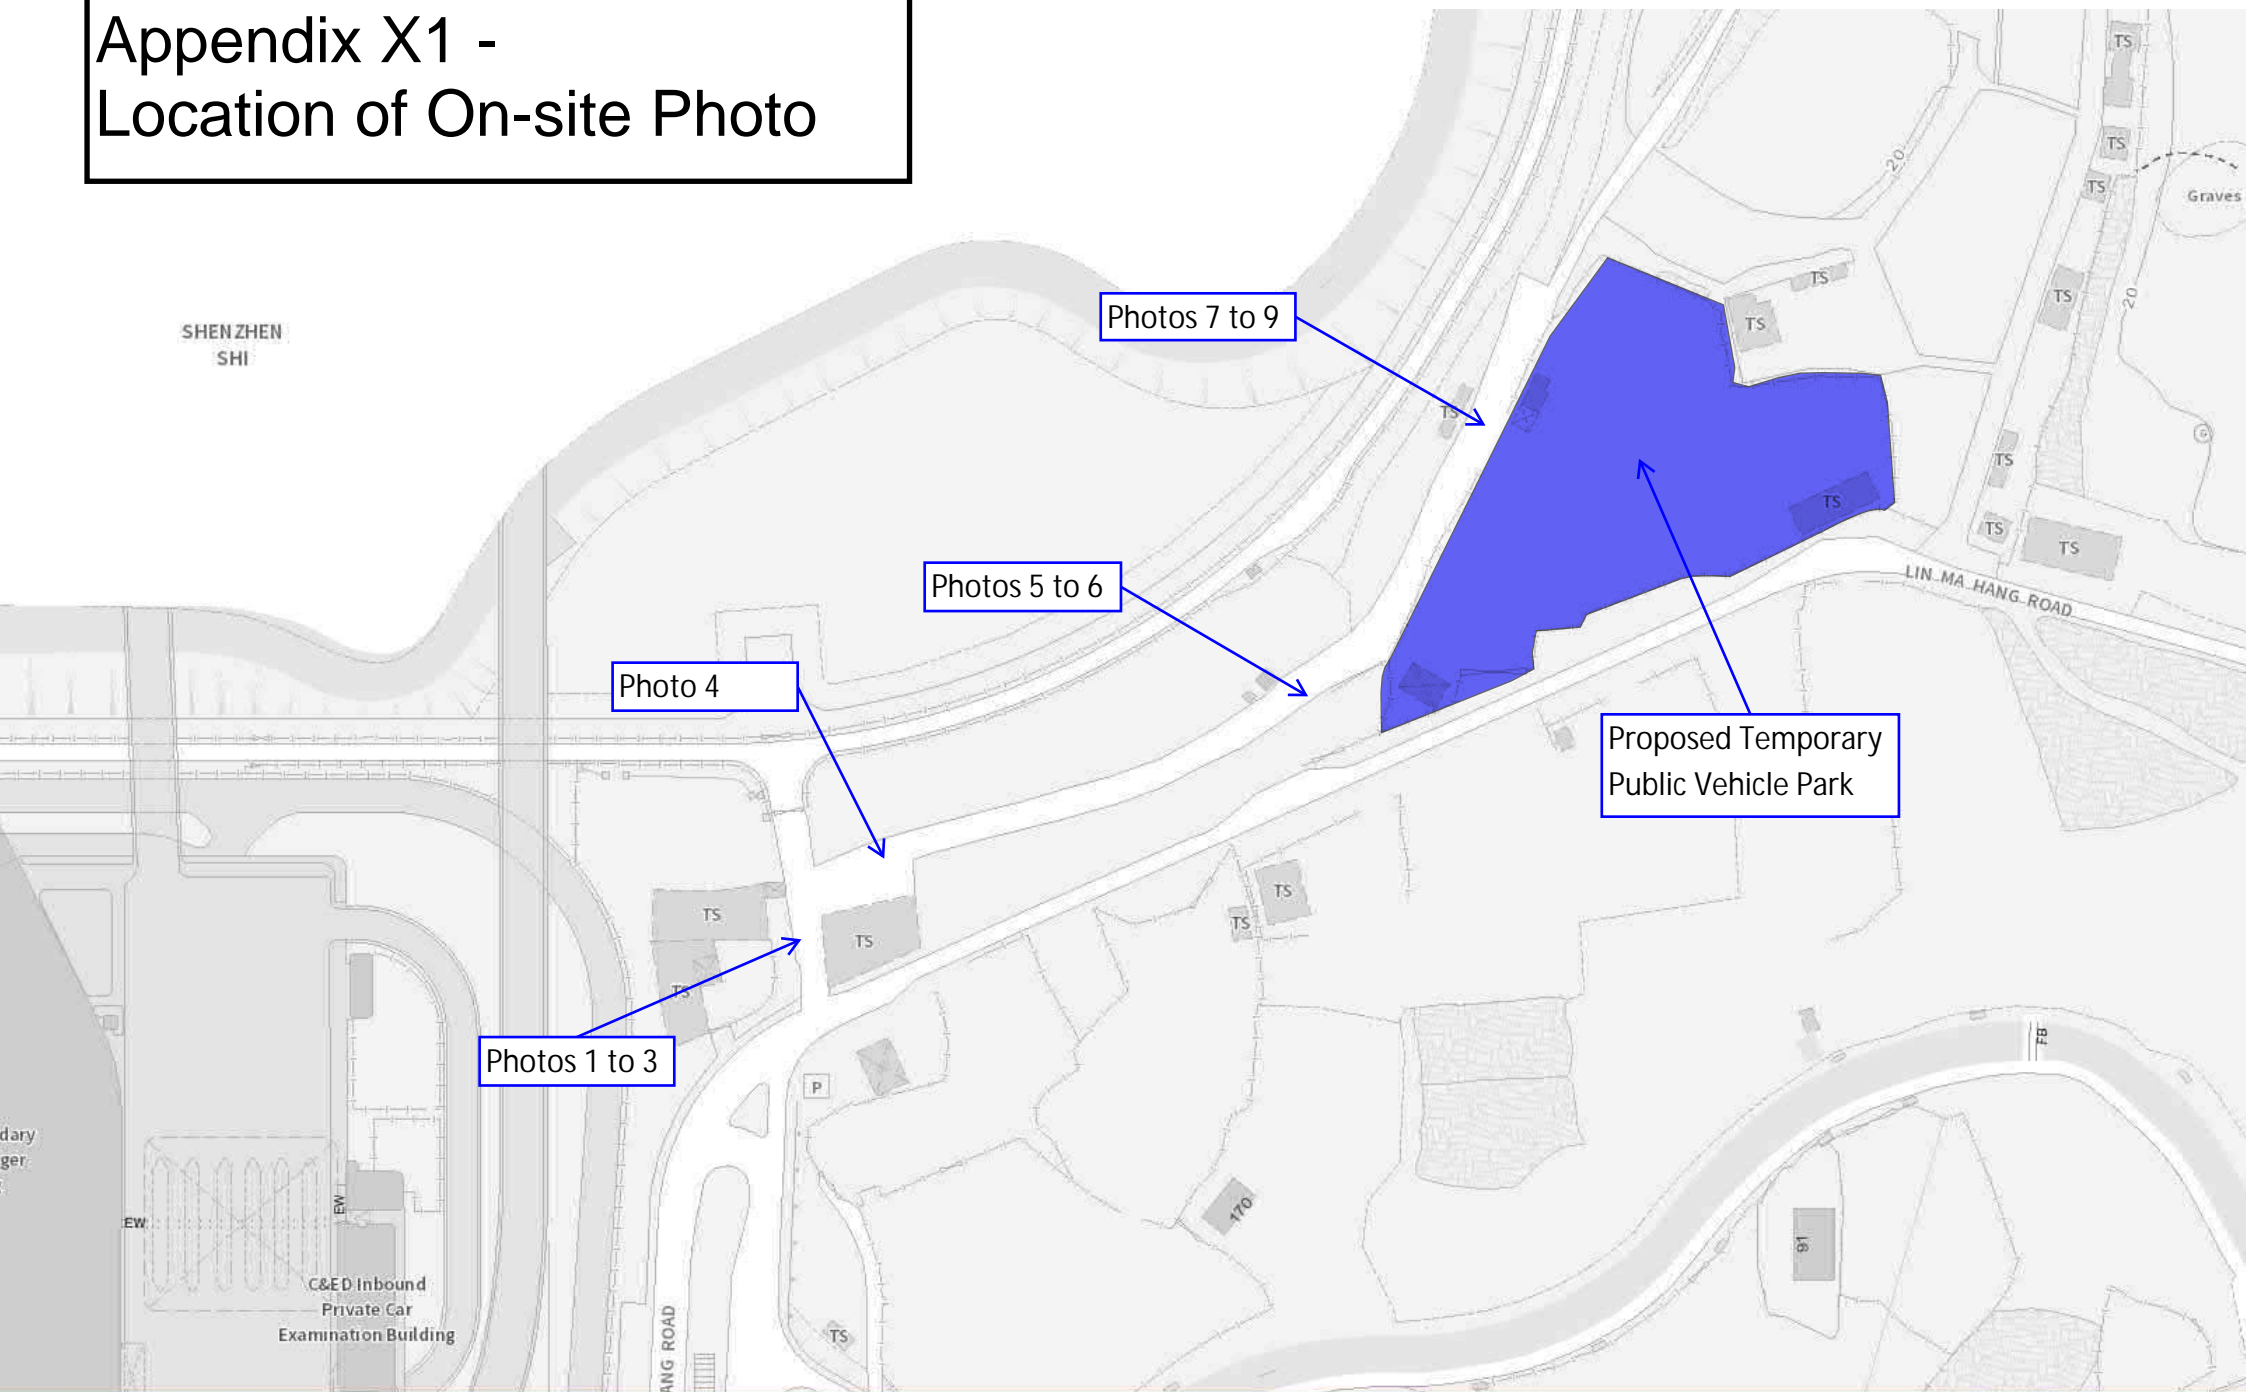 Appendix X1 -
Location of On-site Photo
TS
TS
TS
20
Graves
SHENZHEN
SHI
TS
TS
20
TS
Photos 7 to 9
TS
TS
TS
TS
TS
Photos 5 to 6
LIN MA HANG ROAD
Photo 4
Proposed Temporary
Public Vehicle Park
TS
TS
TS
TS
TS
Photos 1 to 3
P
FB
dary
ger
170
91
EW
EW
C&ED Inbound
Private Car
Examination Building
TS
ANG ROAD
G